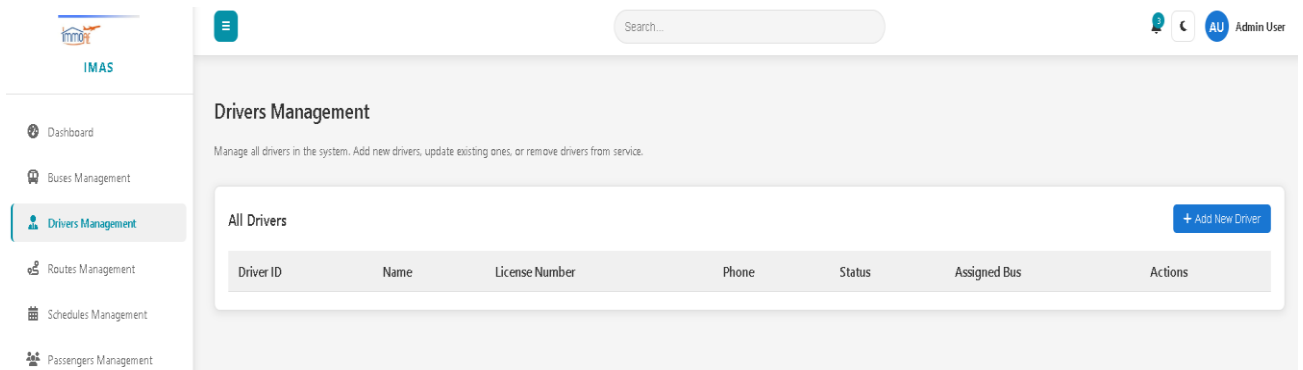 immoפּ
IMAS
Dashboard
Buses Management
Drivers Management
Routes Management
Schedules Management
Passengers Management
Search...
3
AU Admin User
Drivers Management
Manage all drivers in the system. Add new drivers, update existing ones, or remove drivers from service.
All Drivers
+ Add New Driver
Driver ID Name License Number Phone Status Assigned Bus Actions